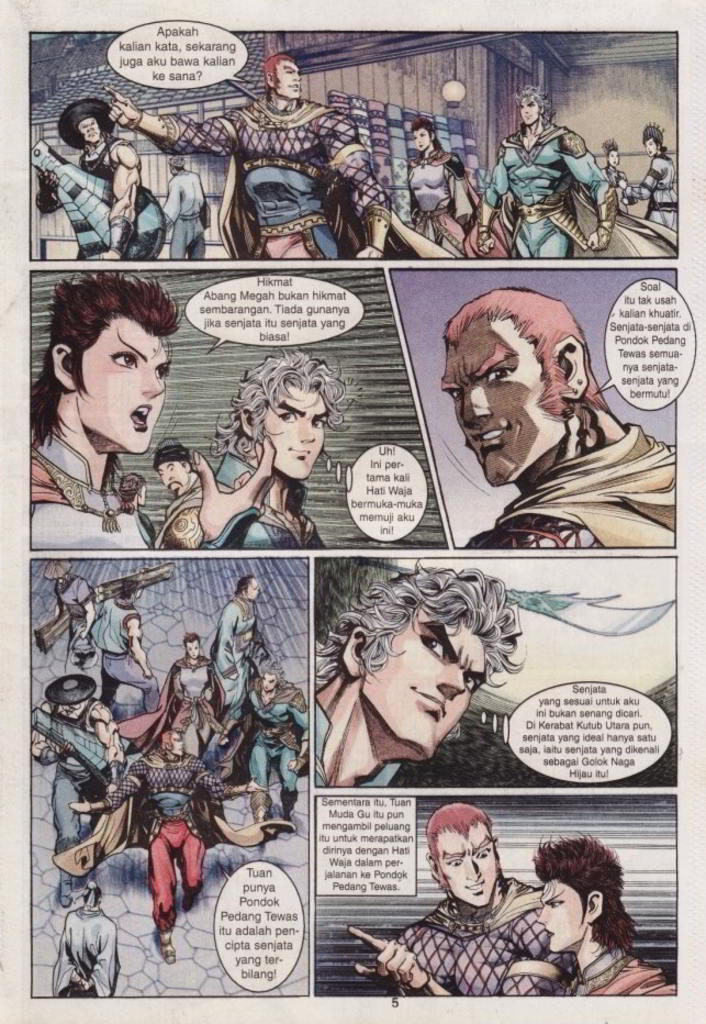 Apakah
kalian kata, sekarang
juga aku bawa kalian
ke sana?
Hikmat
Abang Megah bukan hikmat
sembarangan. Tiada gunanya
jika senjata itu senjata yang
biasa!
Uh!
Ini per-
tama kali
Hati Waja
bermuka-muka
memuji aku
ini!
Soal
itu tak usah
kalian khuatir.
Senjata-senjata di
Pondok Pedang
Tewas semua-
nya senjata-
senjata yang
bermutu!
Tuan
punya
Pondok
Pedang Tewas
itu adalah pen-
cipta senjata
yang ter-
bilang!
Senjata
yang sesuai untuk aku
ini bukan senang dicari.
Di Kerabat Kutub Utara pun,
senjata yang ideal hanya satu
saja, iaitu senjata yang dikenali
sebagai Golok Naga
Hijau itu!
Sementara itu, Tuan
Muda Gu itu pun
mengambil peluang
itu untuk merapatkan
dirinya dengan Hati
Waja dalam per-
jalanan ke Pondok
Pedang Tewas.
5